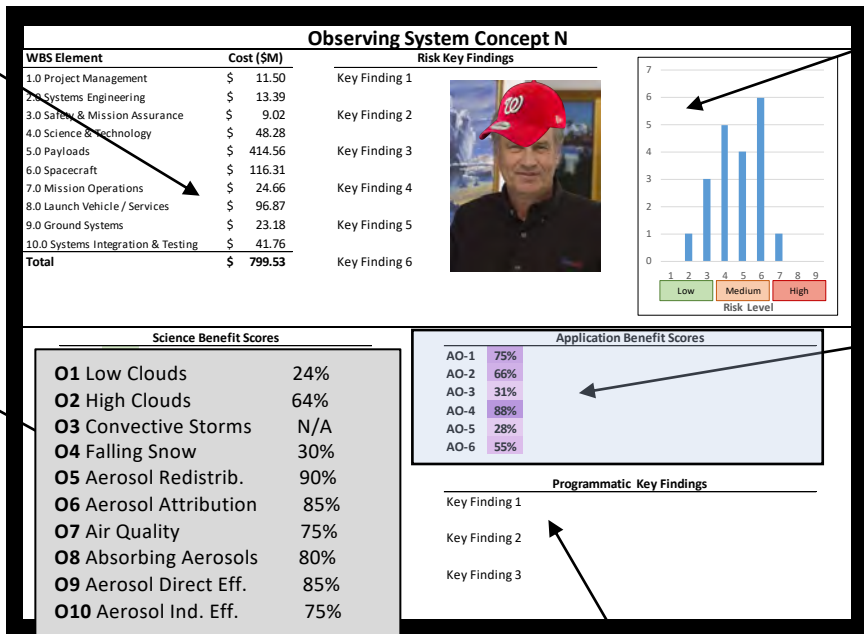 Observing System Concept N
WBS Element Cost ($M)
1.0 Project Management $ 11.50
2.0 Systems Engineering $ 13.39
3.0 Safety & Mission Assurance $ 9.02
4.0 Science & Technology $ 48.28
5.0 Payloads $ 414.56
6.0 Spacecraft $ 116.31
7.0 Mission Operations $ 24.66
8.0 Launch Vehicle / Services $ 96.87
9.0 Ground Systems $ 23.18
10.0 Systems Integration & Testing $ 41.76
Total $ 799.53
Risk Key Findings
Key Finding 1
Key Finding 2
Key Finding 3
Key Finding 4
Key Finding 5
Key Finding 6
W
7
6
5
4
3
2
1
0
1 2 3 4 5 6 7 8 9
Low Medium High
Risk Level
Science Benefit Scores
O1 Low Clouds 24%
O2 High Clouds 64%
O3 Convective Storms N/A
O4 Falling Snow 30%
O5 Aerosol Redistrib. 90%
O6 Aerosol Attribution 85%
O7 Air Quality 75%
O8 Absorbing Aerosols 80%
O9 Aerosol Direct Eff. 85%
O10 Aerosol Ind. Eff. 75%
Application Benefit Scores
AO-1 75%
AO-2 66%
AO-3 31%
AO-4 88%
AO-5 28%
AO-6 55%
Programmatic Key Findings
Key Finding 1
Key Finding 2
Key Finding 3